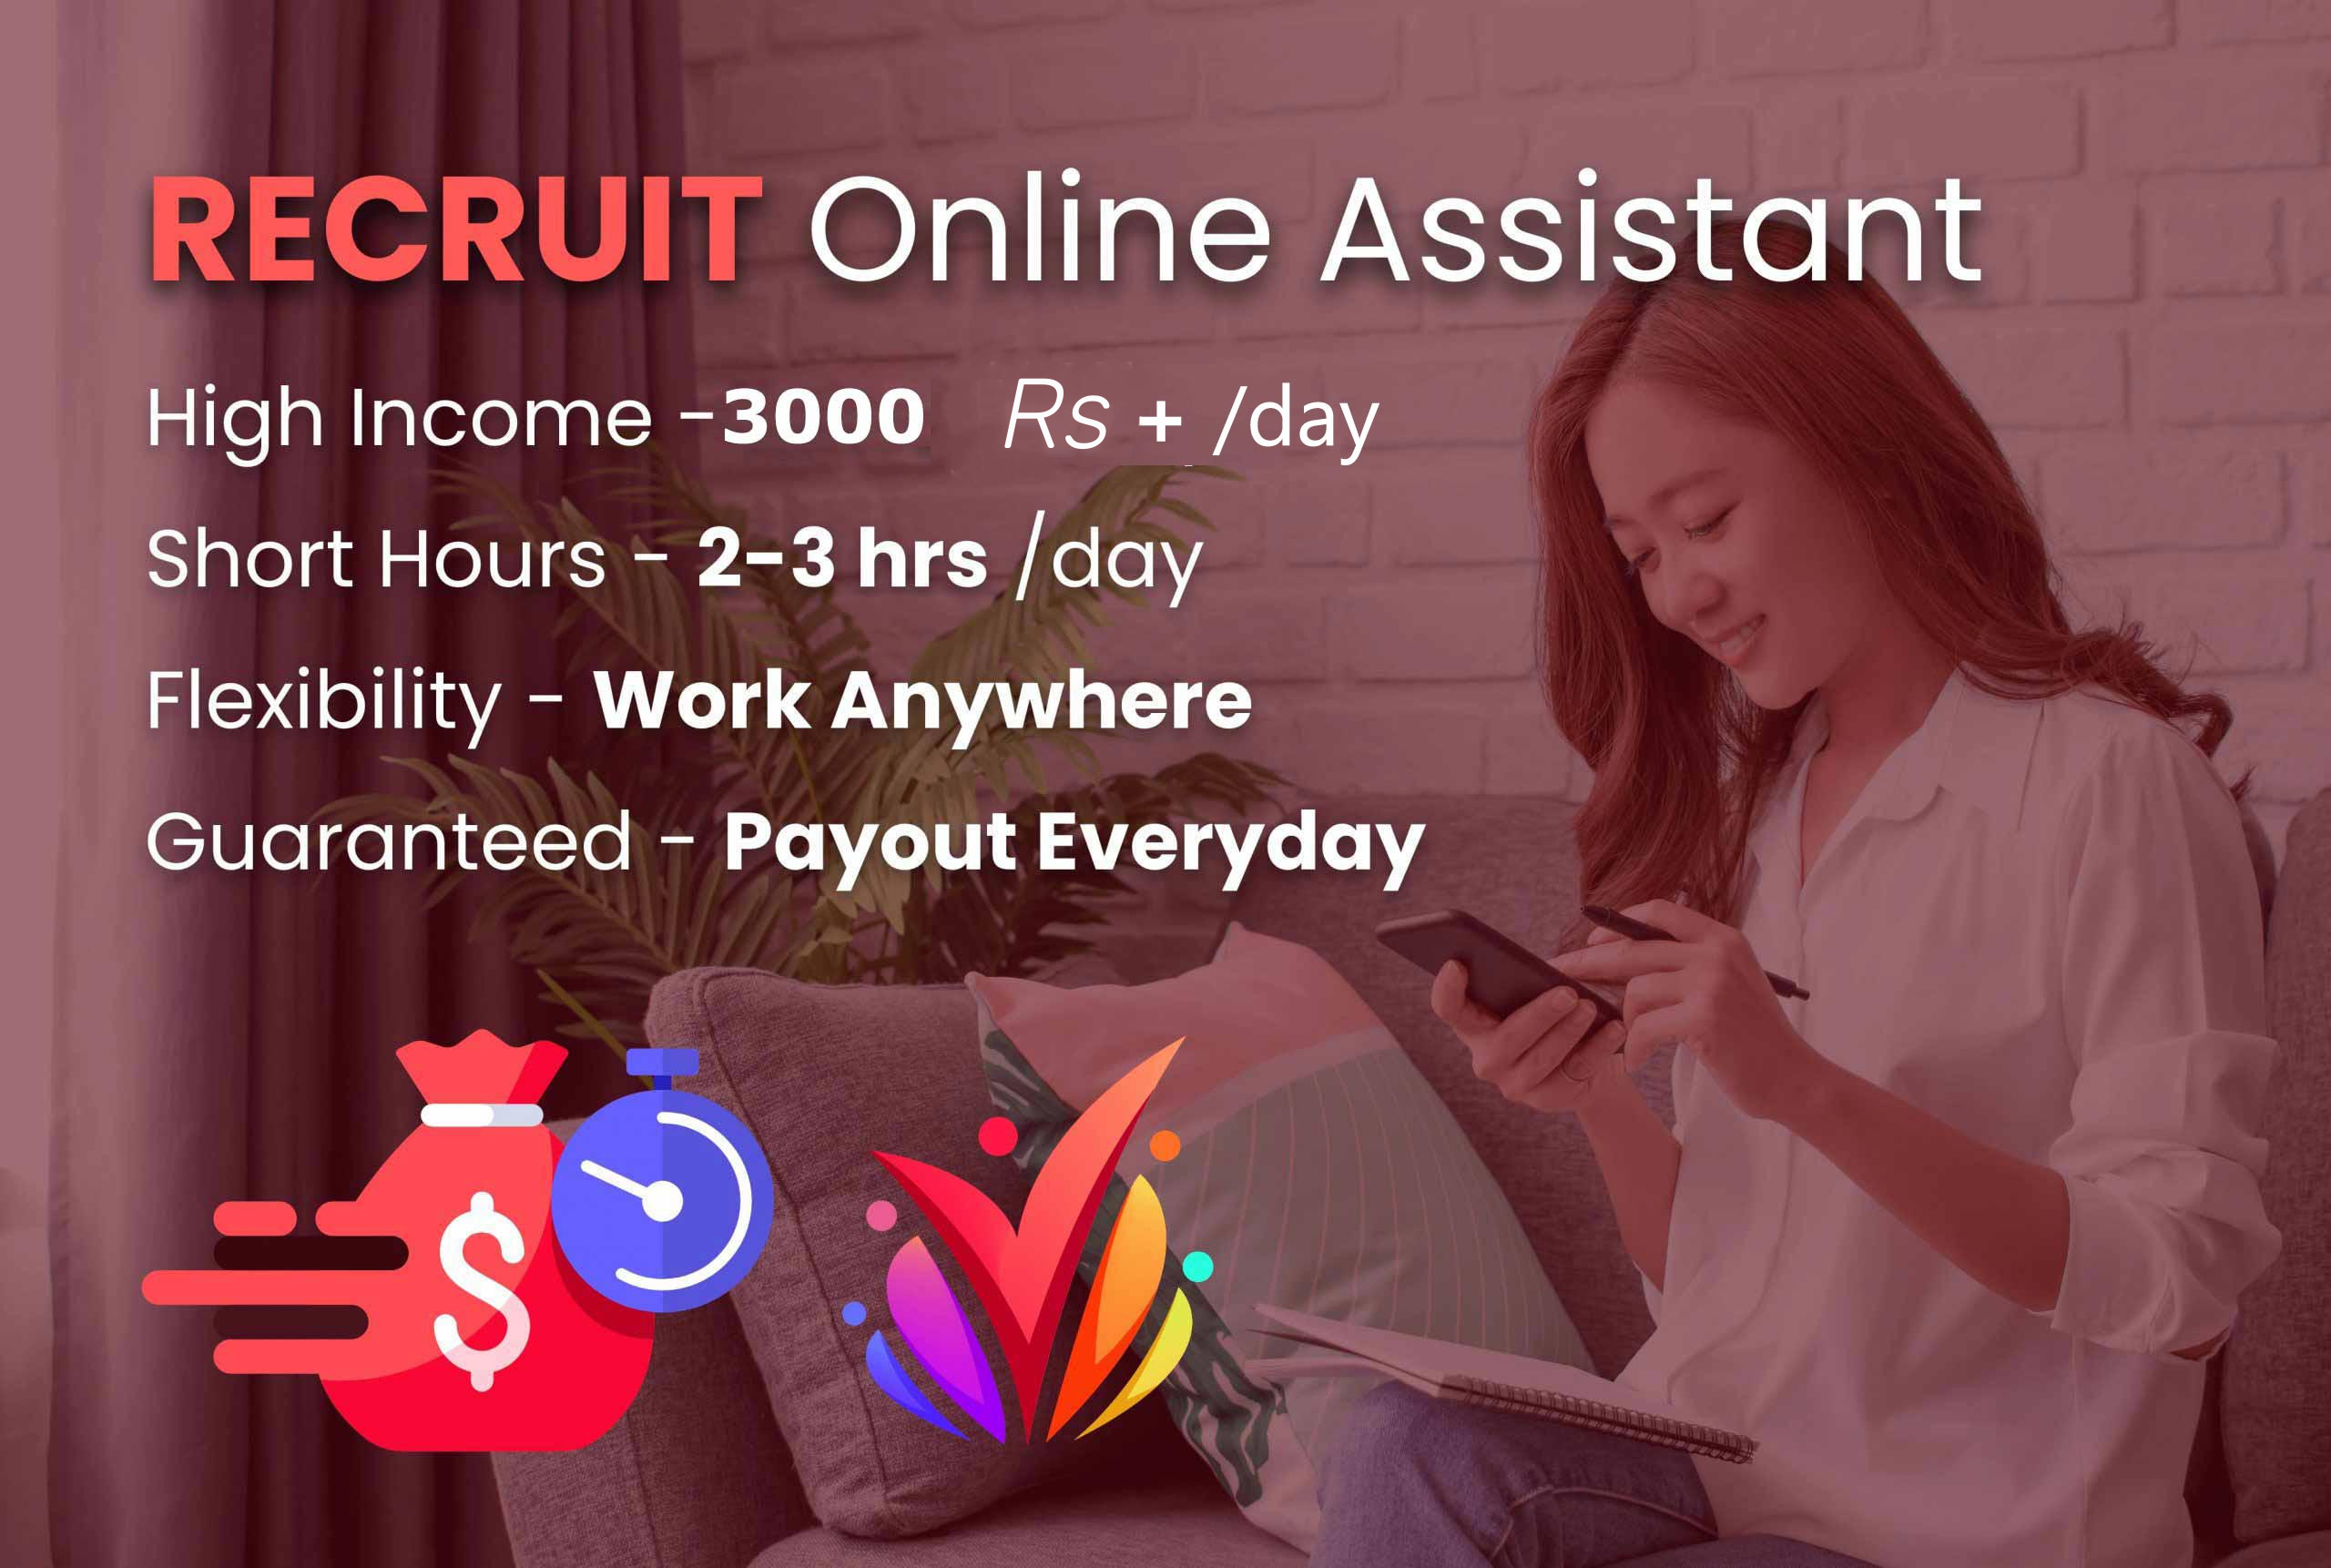 RECRUIT Online Assistant
High Income -3000 Rs + /day
Short Hours - 2-3 hrs /day
Flexibility - Work Anywhere
Guaranteed - Payout Everyday
$